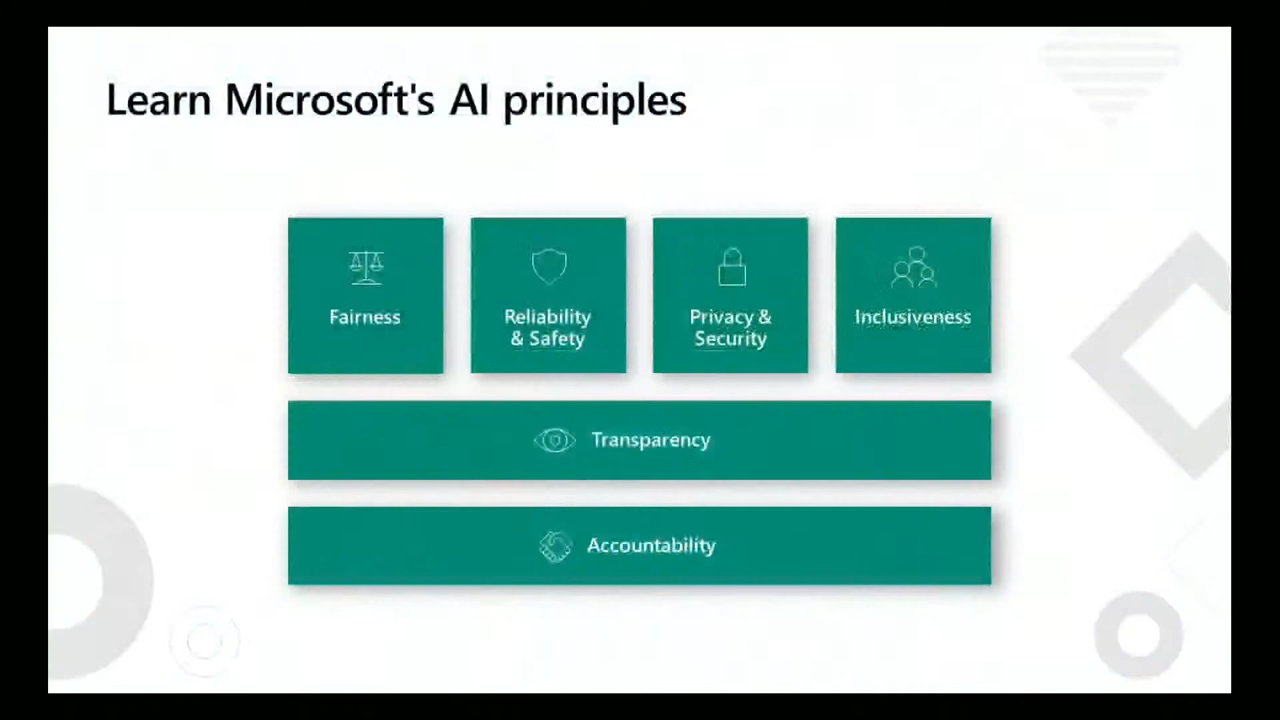 Learn Microsoft's AI principles
Fairness
Reliability
& Safety
Privacy &
Security
Inclusiveness
Transparency
Accountability